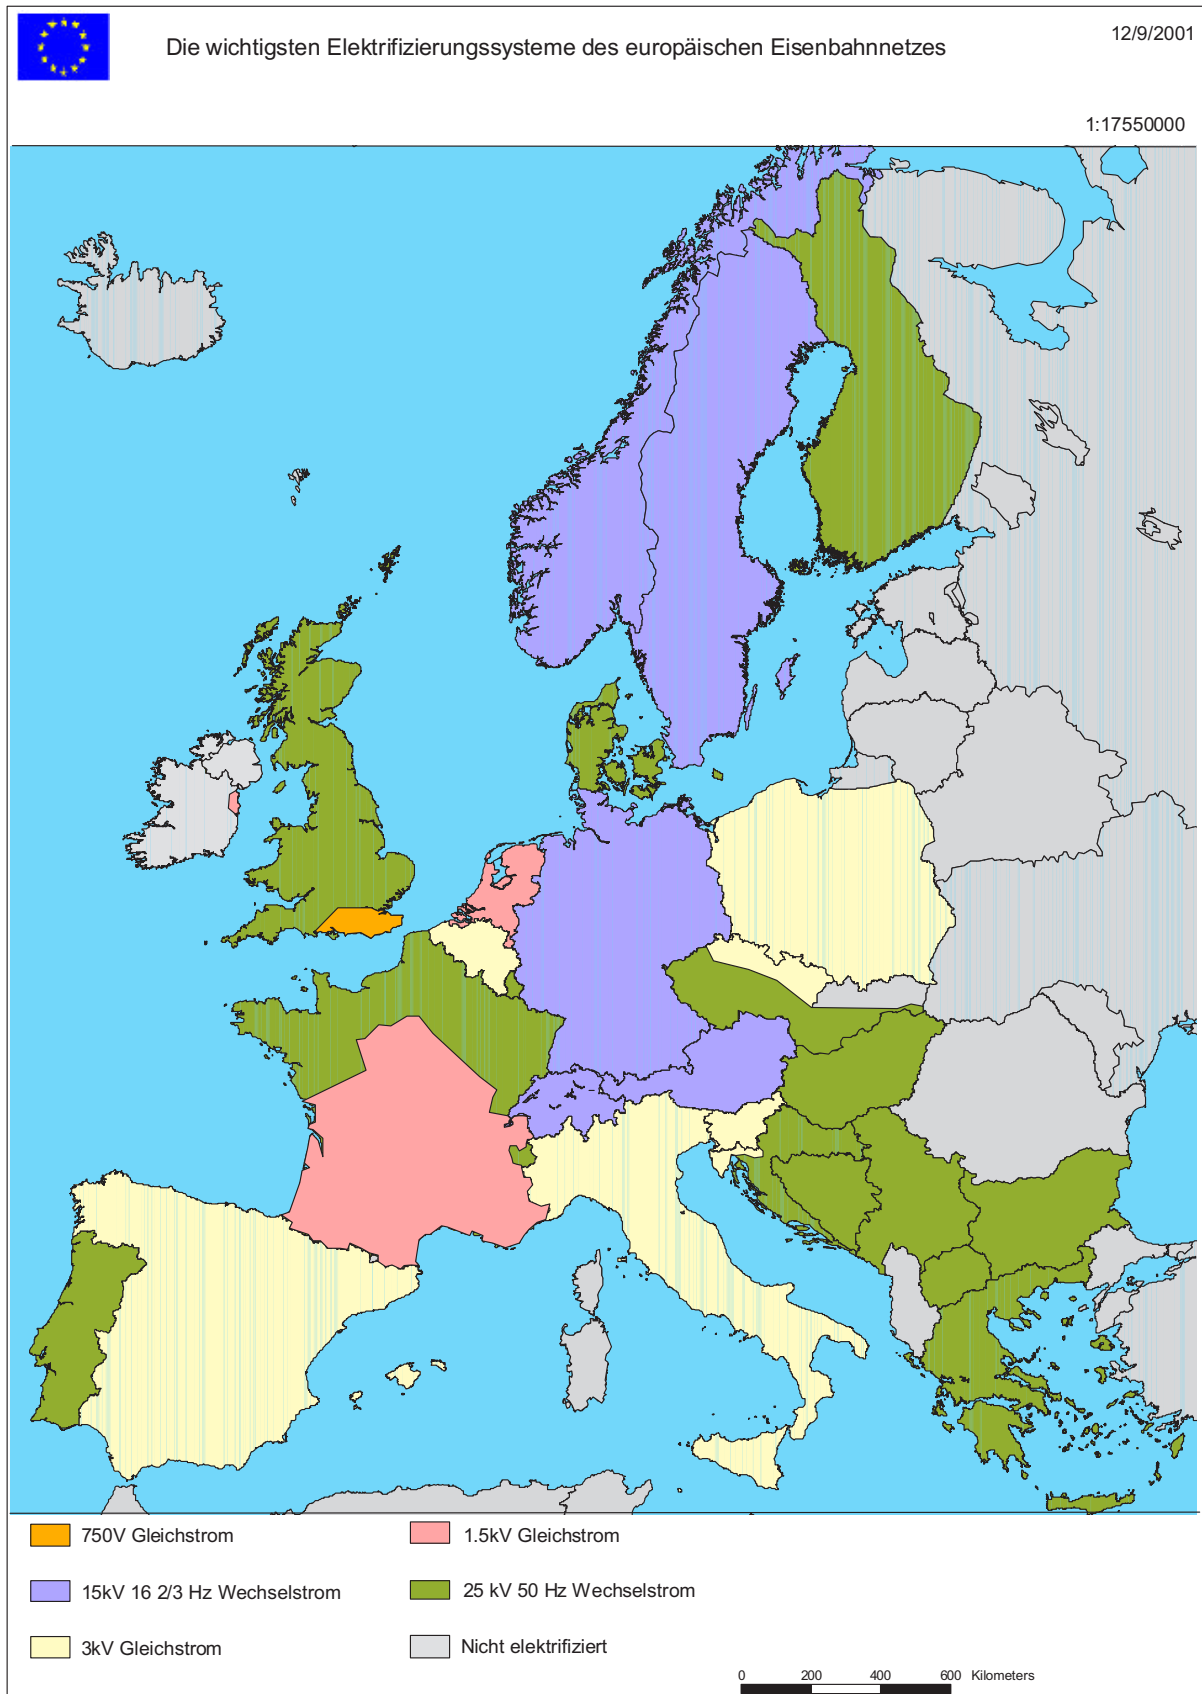 Die wichtigsten Elektrifizierungssysteme des europäischen Eisenbahnnetzes
12/9/2001
1:17550000
750V Gleichstrom
1.5kV Gleichstrom
15kV 16 2/3 Hz Wechselstrom
25 kV 50 Hz Wechselstrom
3kV Gleichstrom
Nicht elektrifiziert
0 200 400 600 Kilometers